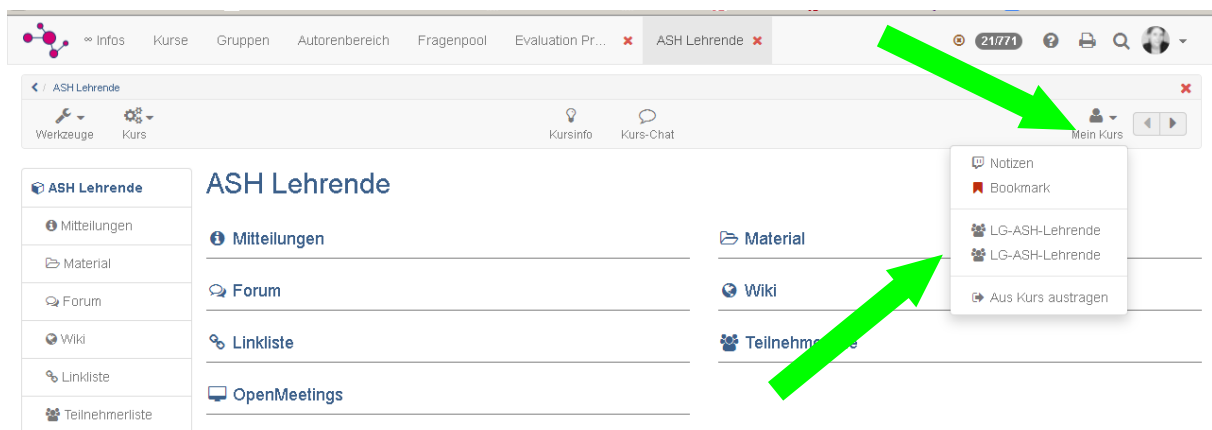 ∞ Infos Kurse Gruppen Autorenbereich Fragenpool Evaluation Pr... ASH Lehrende 21/771
/ ASH Lehrende
Werkzeuge Kurs Kursinfo Kurs-Chat Mein Kurs
Notizen
Bookmark
LG-ASH-Lehrende
LG-ASH-Lehrende
Aus Kurs austragen
ASH Lehrende
Mitteilungen
Material
Forum
Wiki
Linkliste
Teilnehmerliste
ASH Lehrende
Mitteilungen
Material
Forum
Wiki
Linkliste
OpenMeetings